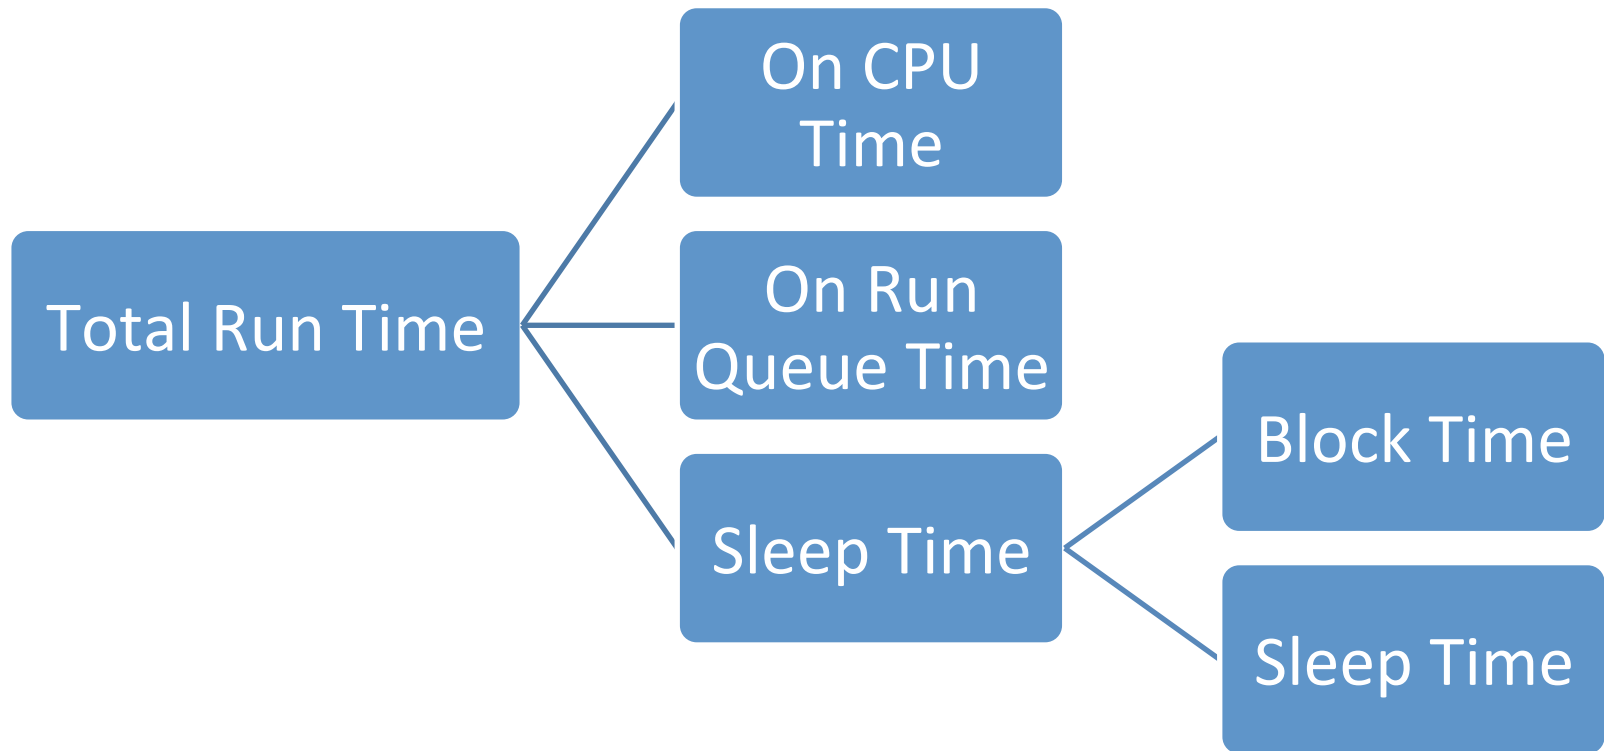 On CPU
Time
Total Run Time
On Run
Queue Time
Sleep Time
Block Time
Sleep Time